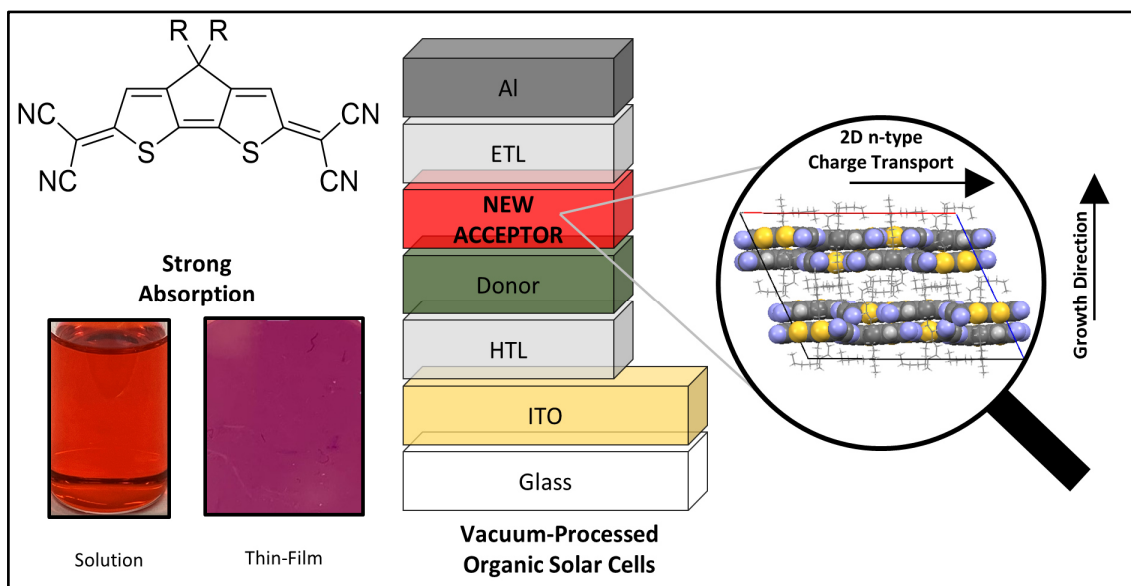 R R
NC
CN
S S
NC
CN
Strong
Absorption
Solution
Thin-Film
Al
ETL
NEW
ACCEPTOR
Donor
HTL
ITO
Glass
Vacuum-Processed
Organic Solar Cells
2D n-type
Charge Transport
Growth Direction